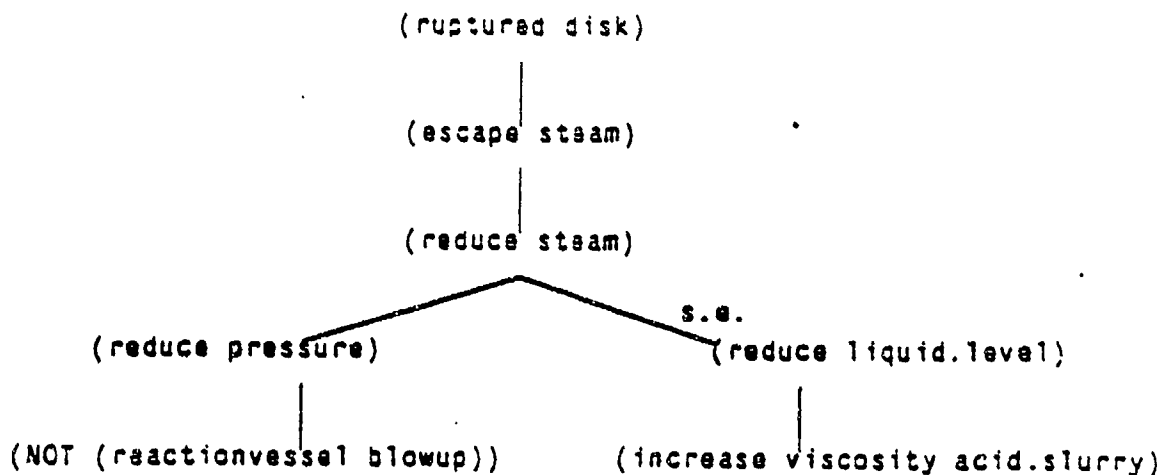 (ruptured disk)
(escape steam)
(reduce steam)
s.e.
(reduce pressure) (reduce liquid.level)
(NOT (reactionvessel blowup)) (increase viscosity acid.slurry)